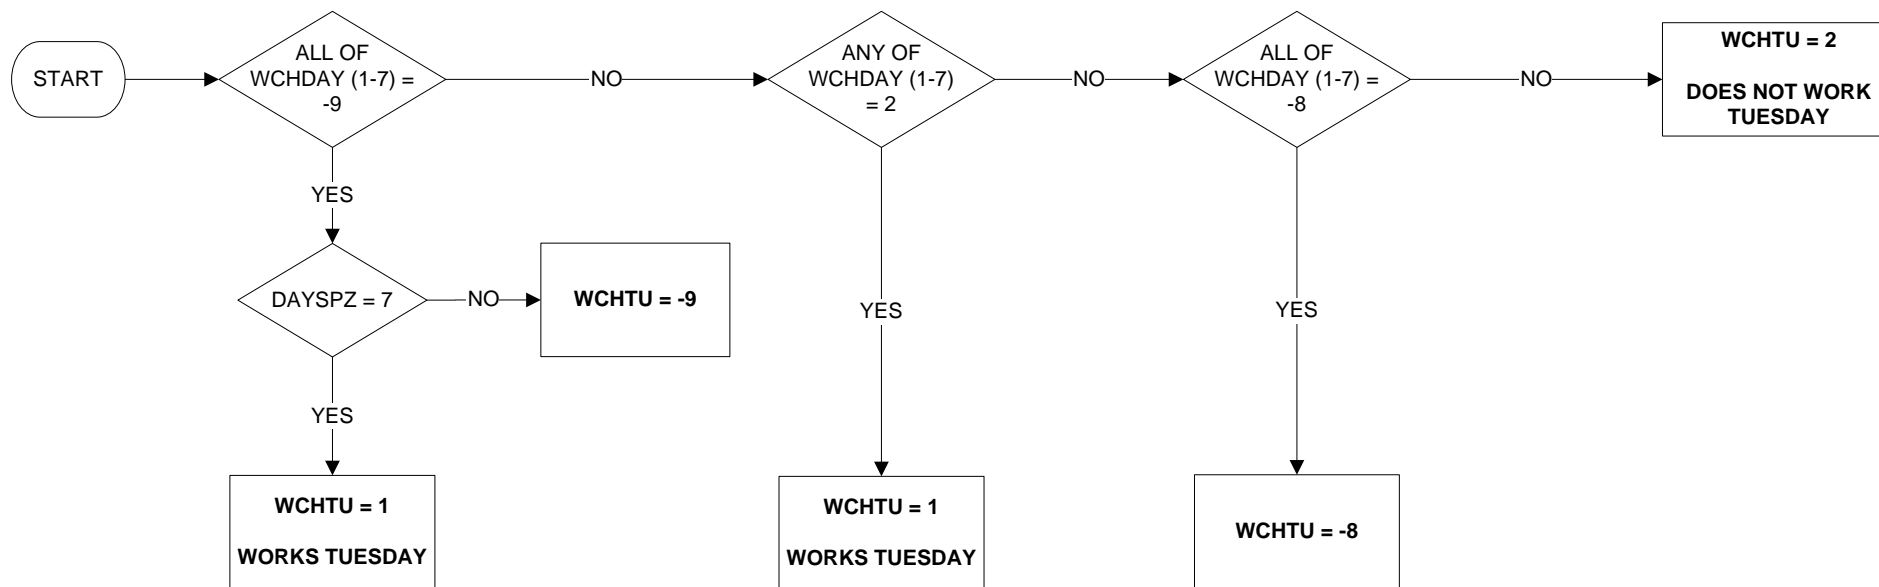 START
ALL OF
WCHDAY (1-7) =
-9
NO
ANY OF
WCHDAY (1-7)
= 2
NO
ALL OF
WCHDAY (1-7) =
-8
NO
WCHTU = 2
DOES NOT WORK
TUESDAY
YES
DAYSPZ = 7
NO
WCHTU = -9
YES
YES
YES
WCHTU = 1
WORKS TUESDAY
WCHTU = 1
WORKS TUESDAY
WCHTU = -8